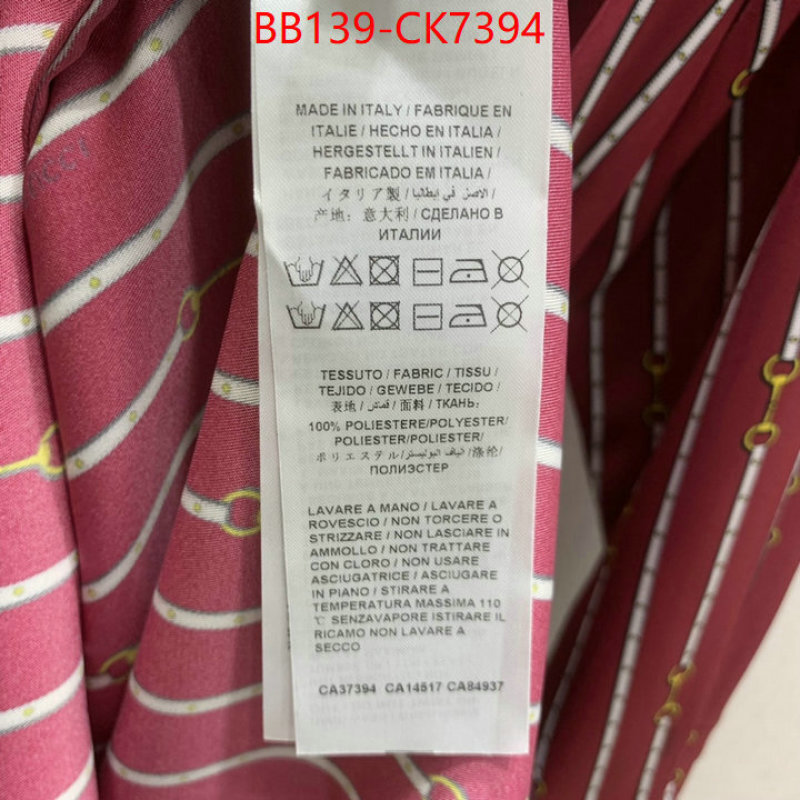 BB139-CK7394
MADE IN ITALY / FABRIQUE EN
ITALIE / HECHO EN ITALIA /
HERGESTELLT IN ITALIEN /
FABRICADO EM ITALIA /
イタリア製 / الاصل في ايطاليا /
产地：意大利 / СДЕЛАНО В
ИТАЛИИ
TESSUTO / FABRIC / TISSU /
TEJIDO / GEWEBE / TECIDO /
表地 / قماش / 面料 / ТКАНЬ:
100% POLIESTERE/POLYESTER/
POLIESTER/POLIESTER/
ポリエステル / الياف البوليستر / 涤纶 /
ПОЛИЭСТЕР
LAVARE A MANO / LAVARE A
ROVESCIO / NON TORCERE O
STRIZZARE / NON LASCIARE IN
AMMOLLO / NON TRATTARE
CON CLORO / NON USARE
ASCIUGATRICE / ASCIUGARE
IN PIANO / STIRARE A
TEMPERATURA MASSIMA 110
℃ SENZAVAPORE ISTIRARE IL
RICAMO NON LAVARE A
SECCO
CA37394 CA14517 CA84937